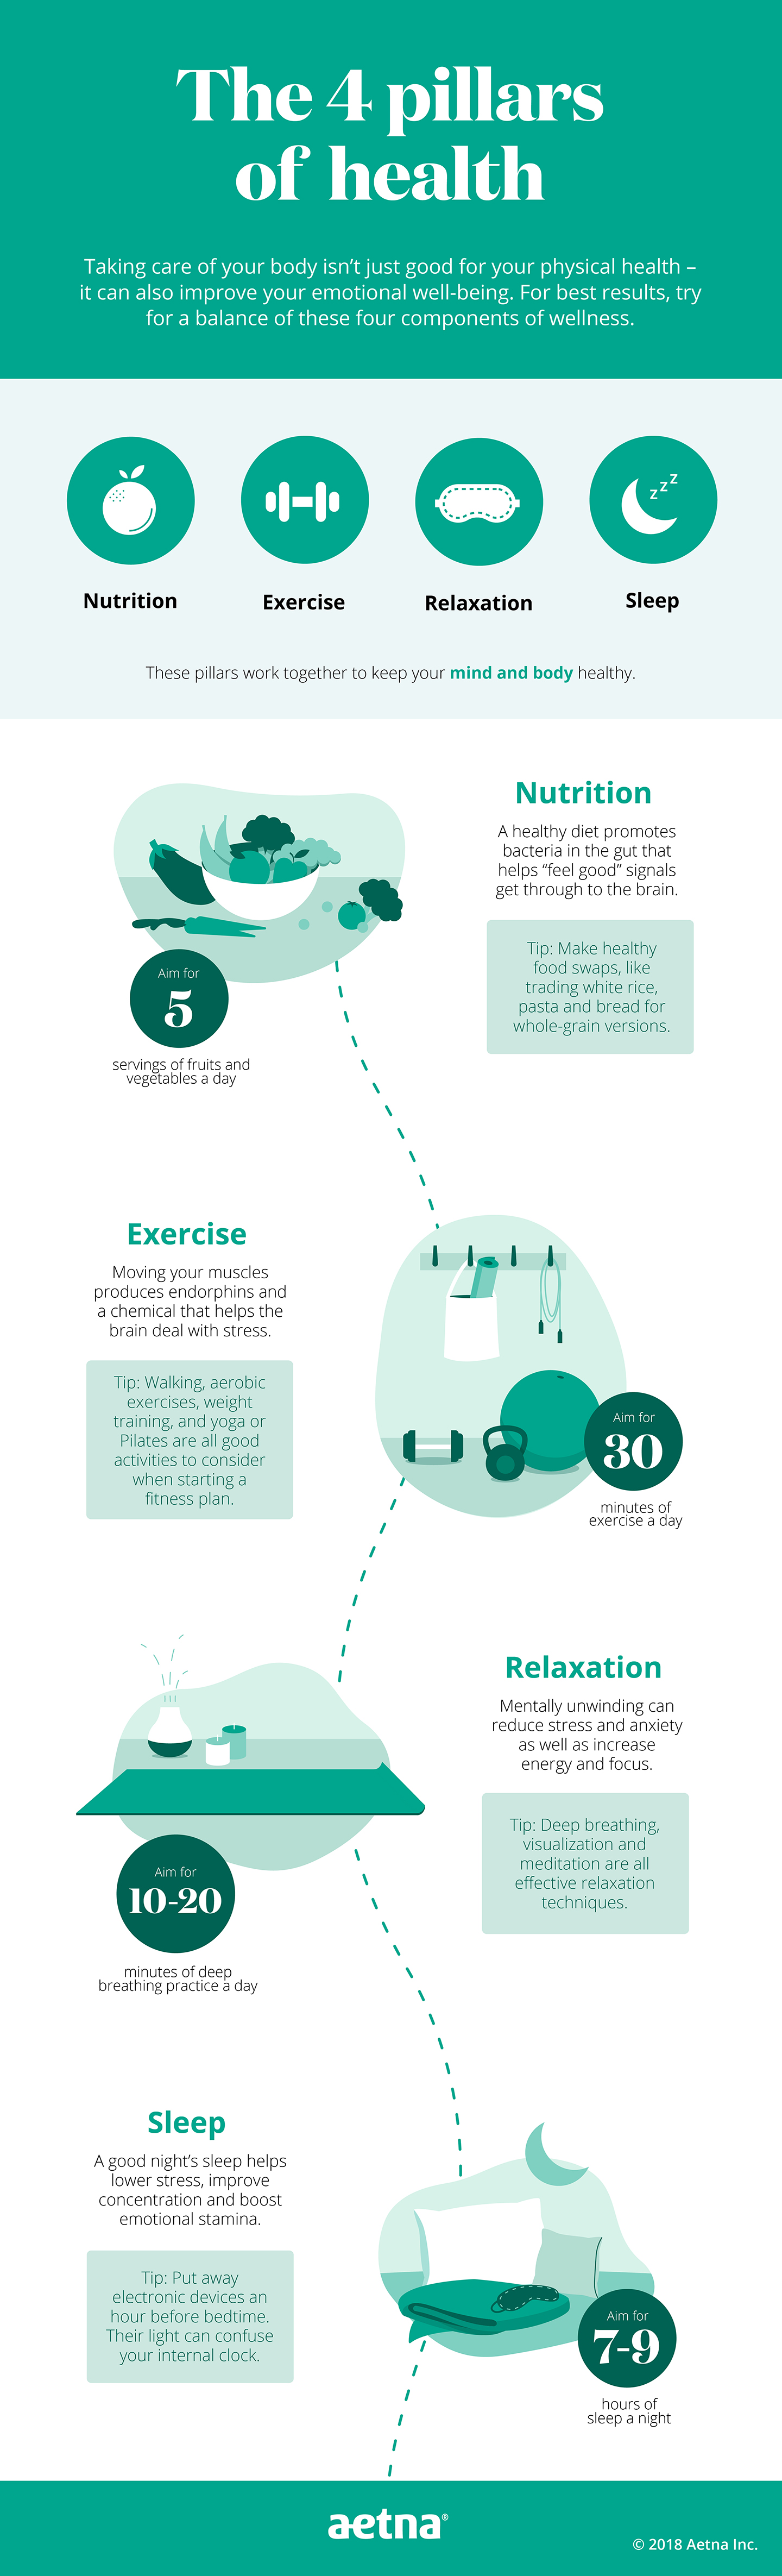 The 4 pillars
of health
Taking care of your body isn’t just good for your physical health –
it can also improve your emotional well-being. For best results, try
for a balance of these four components of wellness.
z z z
Nutrition
Exercise
Relaxation
Sleep
These pillars work together to keep your mind and body healthy.
Nutrition
A healthy diet promotes
bacteria in the gut that
helps “feel good” signals
get through to the brain.
Tip: Make healthy
food swaps, like
trading white rice,
pasta and bread for
whole-grain versions.
Aim for
5
servings of fruits and
vegetables a day
Exercise
Moving your muscles
produces endorphins and
a chemical that helps the
brain deal with stress.
Tip: Walking, aerobic
exercises, weight
training, and yoga or
Pilates are all good
activities to consider
when starting a
fitness plan.
Aim for
30
minutes of
exercise a day
Relaxation
Mentally unwinding can
reduce stress and anxiety
as well as increase
energy and focus.
Tip: Deep breathing,
visualization and
meditation are all
effective relaxation
techniques.
Aim for
10-20
minutes of deep
breathing practice a day
Sleep
A good night’s sleep helps
lower stress, improve
concentration and boost
emotional stamina.
Tip: Put away
electronic devices an
hour before bedtime.
Their light can confuse
your internal clock.
Aim for
7-9
hours of
sleep a night
aetna®
© 2018 Aetna Inc.